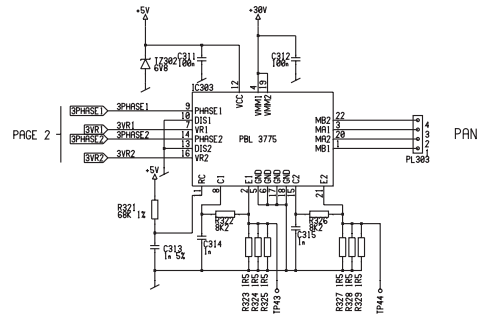 +5V
+30V
TZ302
6V8
C311
100n
C312
100n
IC303
12
4
19
VCC
VMM1
VMM2
PBL 3775
PAGE 2
3PHASE1 3PHASE1 9 PHASE1
10 DIS1
3VR1 3VR1 7 VR1
3PHASE2 3PHASE2 14 PHASE2
13 DIS2
3VR2 3VR2 16 VR2
MB2 22
MA1 3
MA2 20
MB1 1
4
3
2
1
PL303
PAN
RC
C1
E1
GND
GND
GND
GND
C2
E2
1
8
2
5
6
17
18
15
21
+5V
R321
68K 1%
C313
1n 5%
C314
1n
R322
8K2
C315
1n
R326
8K2
R323 1R5
R324 1R5
R325 1R5
TP43
R327 1R5
R328 1R5
R329 1R5
TP44